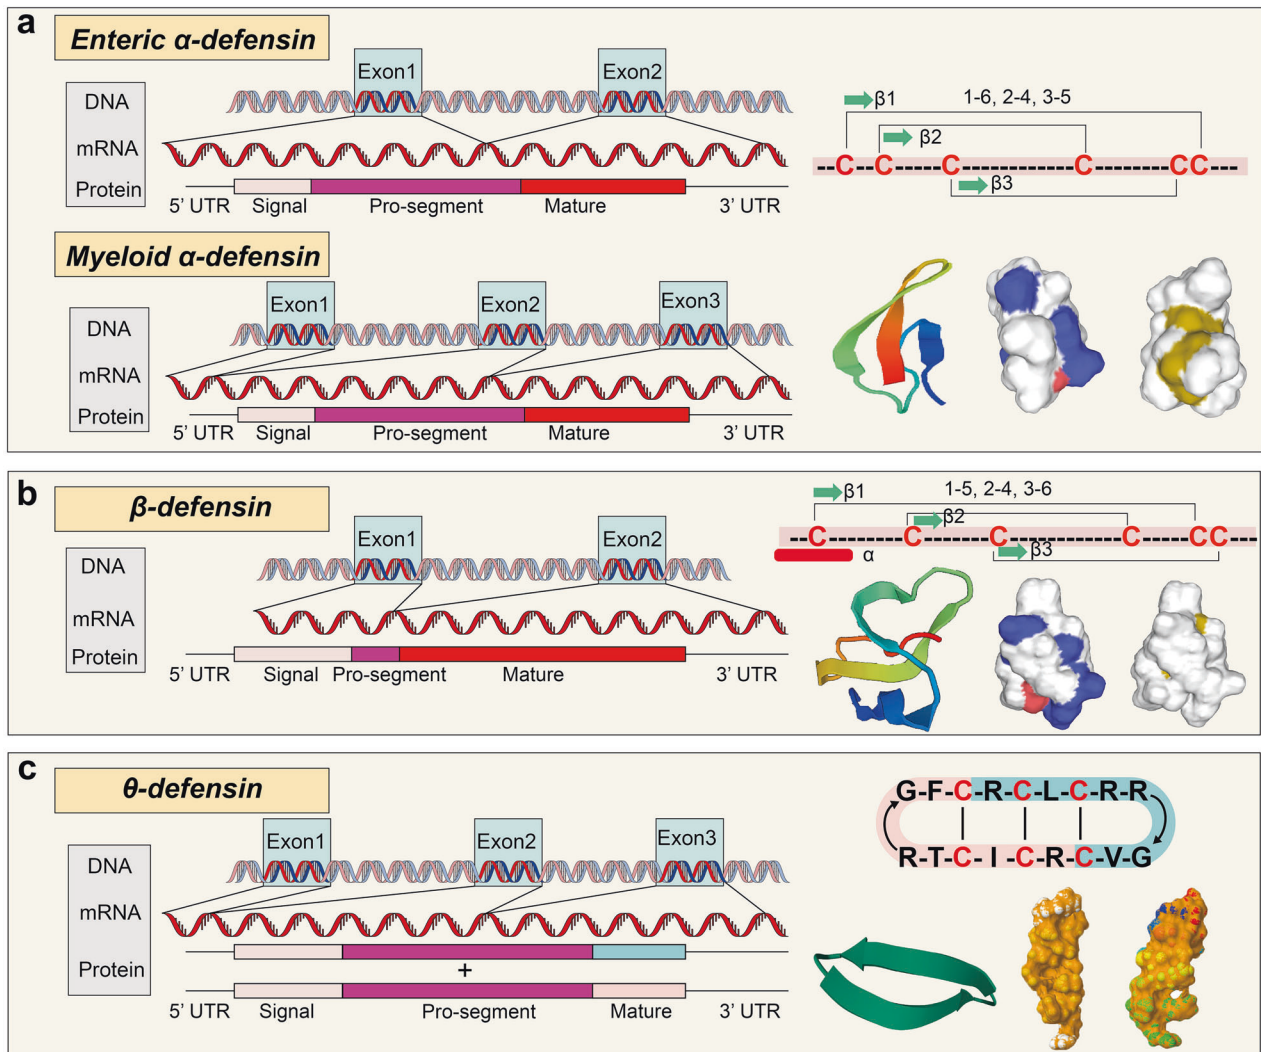 a
Enteric α-defensin
Exon1 Exon2
DNA
mRNA
Protein
5’ UTR Signal Pro-segment Mature 3’ UTR
β1 1-6, 2-4, 3-5
β2
--C--C------C-----------C--------CC---
β3
Myeloid α-defensin
Exon1 Exon2 Exon3
DNA
mRNA
Protein
5’ UTR Signal Pro-segment Mature 3’ UTR
b
β-defensin
Exon1 Exon2
DNA
mRNA
Protein
5’ UTR Signal Pro-segment Mature 3’ UTR
β1 1-5, 2-4, 3-6
β2
--C---------C--------C------------C------CC----
β3
α
c
θ-defensin
Exon1 Exon2 Exon3
DNA
mRNA
Protein
+
5’ UTR Signal Pro-segment Mature 3’ UTR
G-F-C-R-C-L-C-R-R
R-T-C-I-C-R-C-V-G